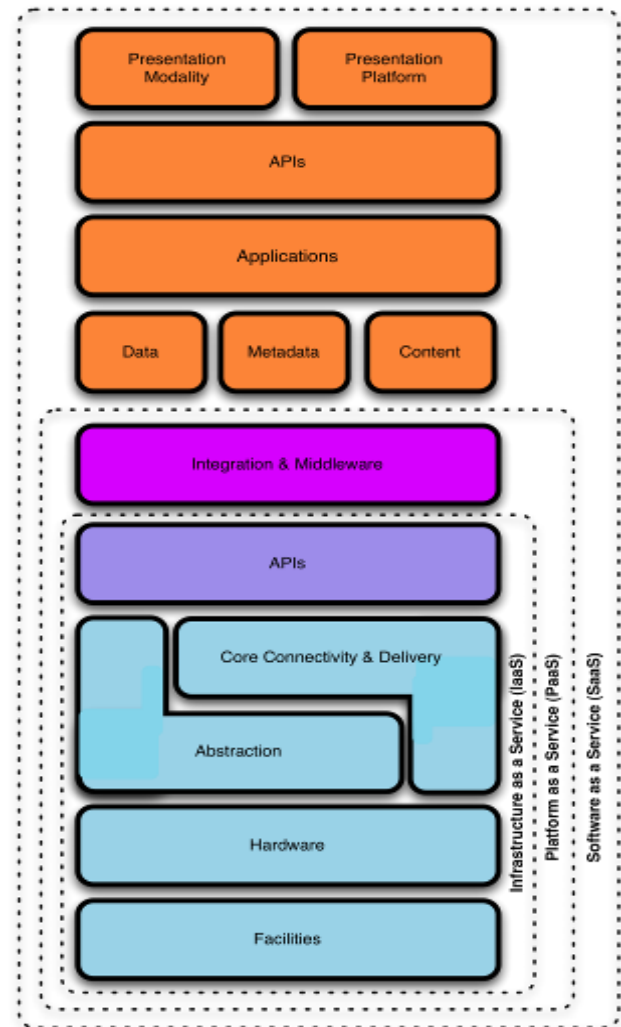 Presentation
Modality
Presentation
Platform
APIs
Applications
Data
Metadata
Content
Integration & Middleware
APIs
Core Connectivity & Delivery
Abstraction
Hardware
Facilities
Infrastructure as a Service (IaaS)
Platform as a Service (PaaS)
Software as a Service (SaaS)